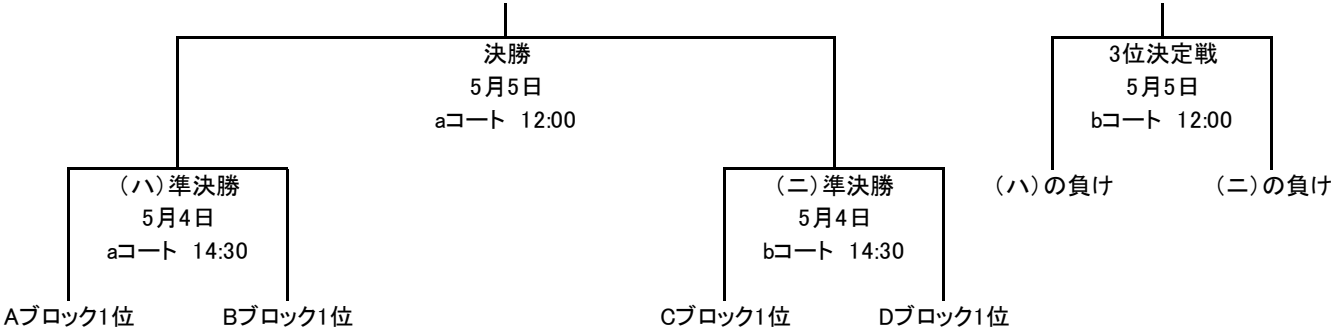 決勝
5月5日
aコート 12:00
3位決定戦
5月5日
bコート 12:00
（ハ）準決勝
5月4日
aコート 14:30
（ニ）準決勝
5月4日
bコート 14:30
（ハ）の負け
（ニ）の負け
Aブロック1位
Bブロック1位
Cブロック1位
Dブロック1位